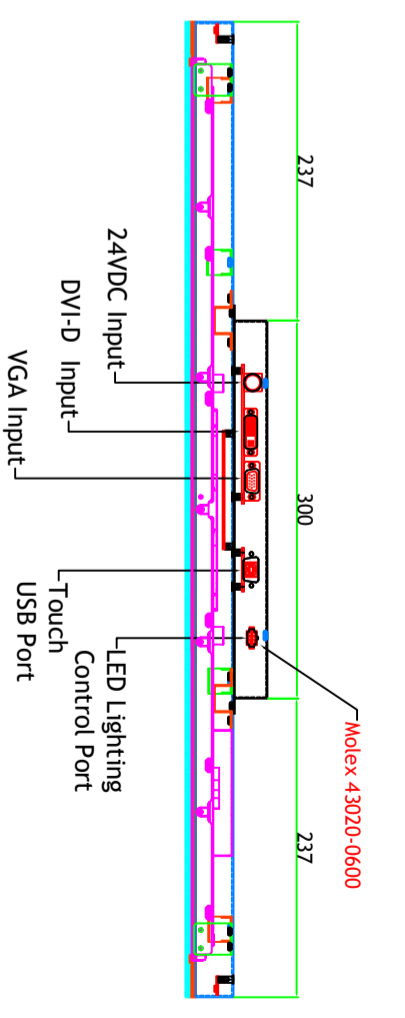 237
300
237
24VDC Input
DVI-D Input
VGA Input
Touch
USB Port
LED Lighting
Control Port
Molex 43020-0600